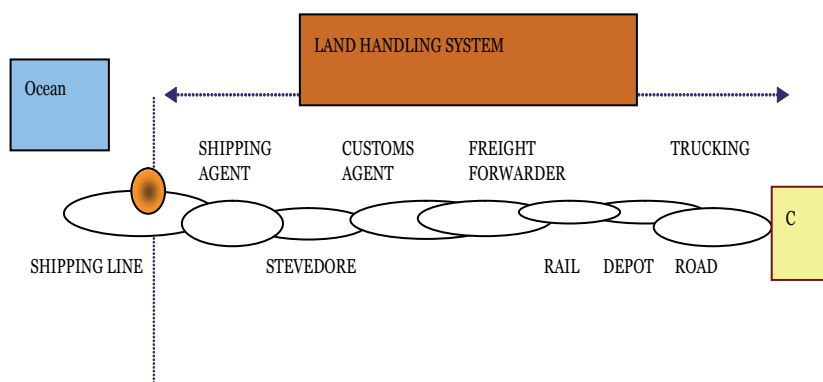 LAND HANDLING SYSTEM
Ocean
SHIPPING
AGENT
CUSTOMS
AGENT
FREIGHT
FORWARDER
TRUCKING
C
SHIPPING LINE
STEVEDORE
RAIL
DEPOT
ROAD